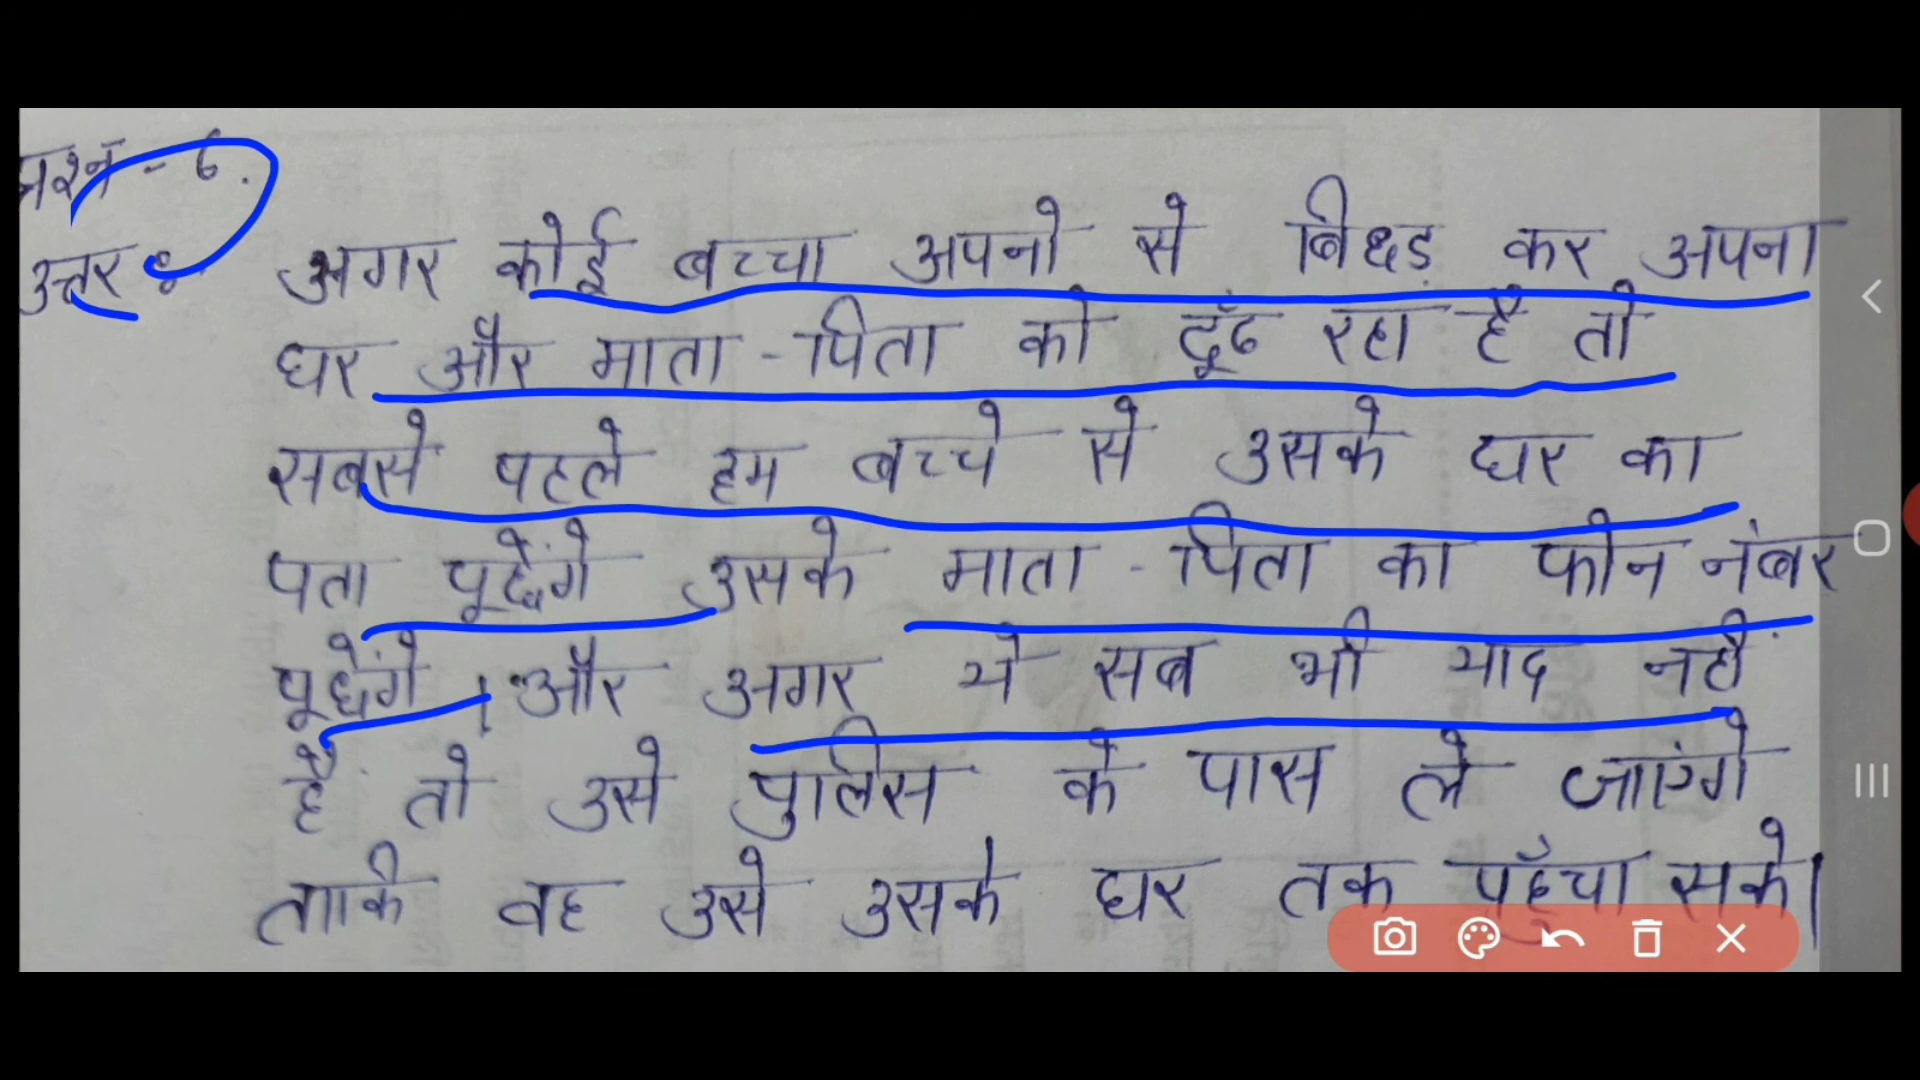 प्रश्न - 6.
उत्तर : अगर कोई बच्चा अपनो से बिछड़ कर अपना
घर और माता - पिता को ढूँढ रहा है तो
सबसे पहले हम बच्चे से उसके घर का
पता पूछेंगे उसके माता - पिता का फोन नंबर
पूछेंगे । और अगर ये सब भी याद नहीं
है तो उसे पुलिस के पास ले जाएंगे
ताकि वह उसे उसके घर तक पहुँचा सके।